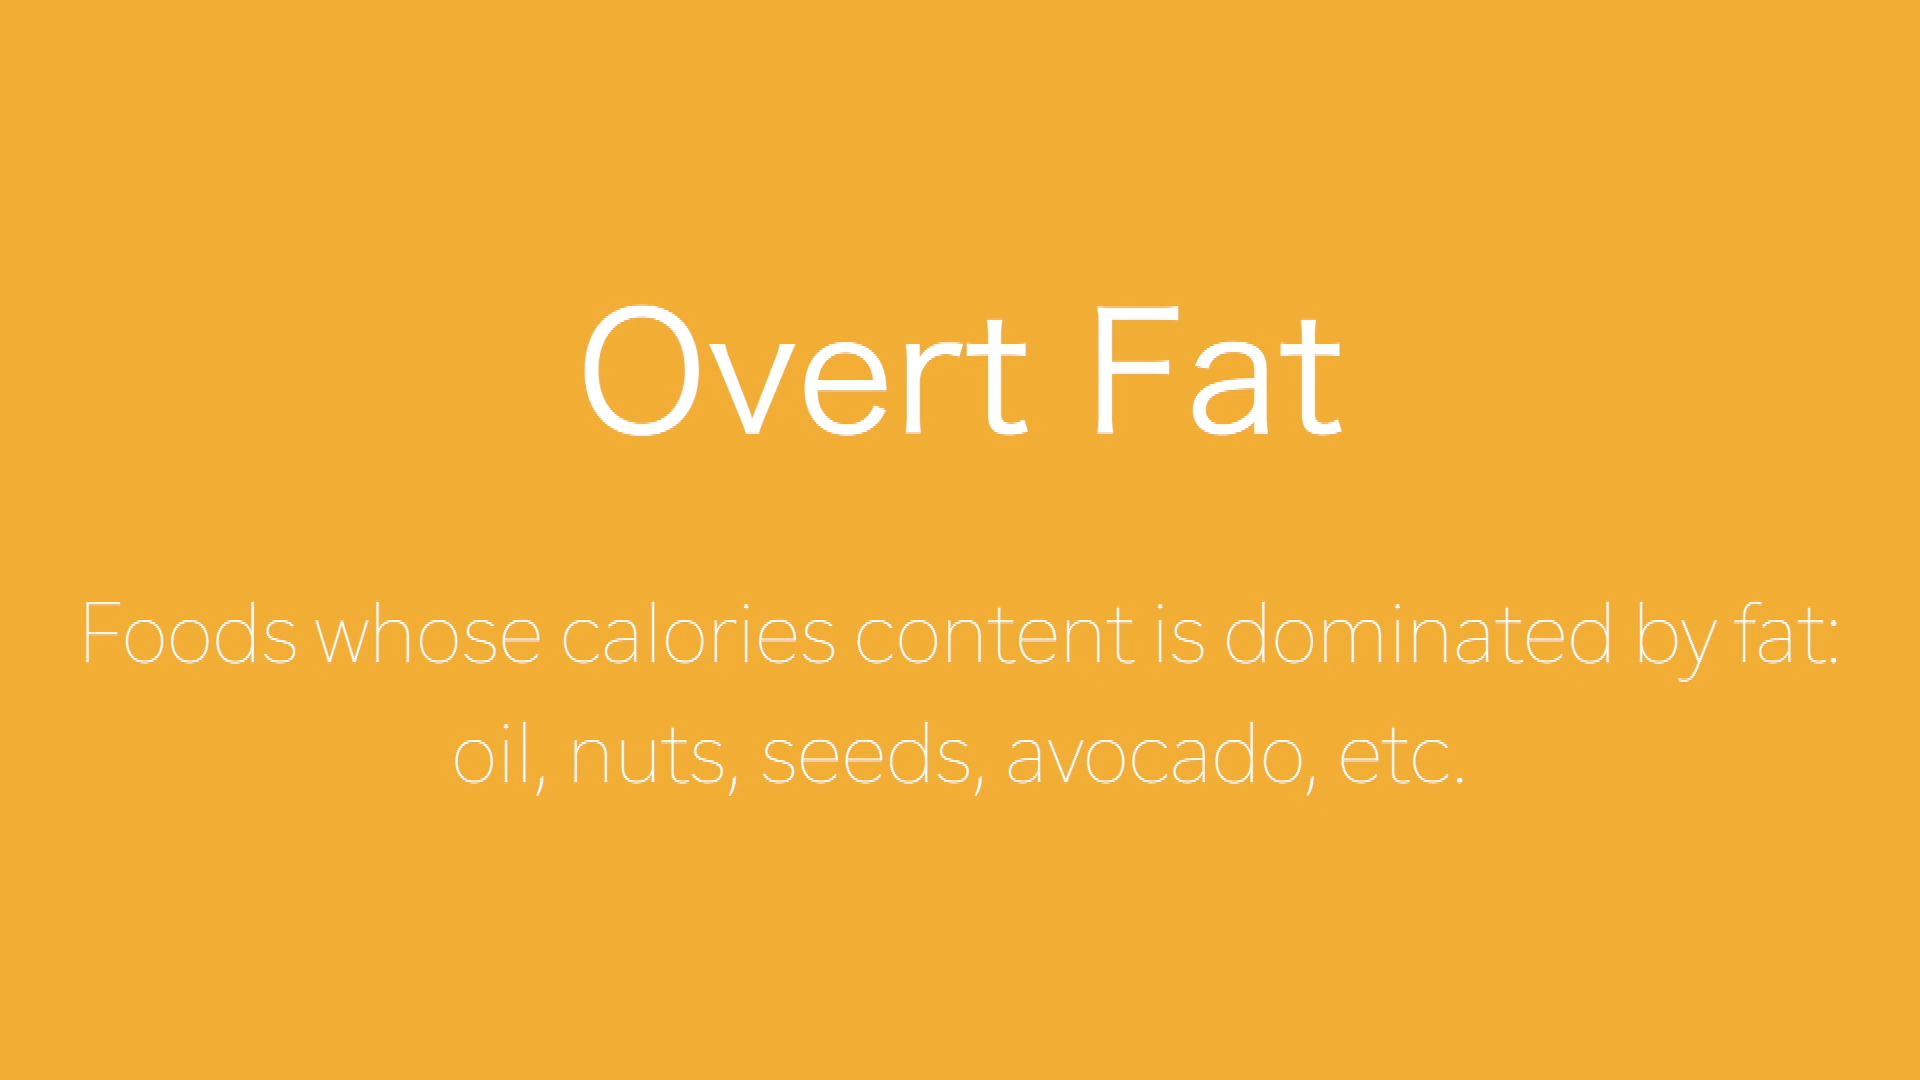 Overt Fat
Foods whose calories content is dominated by fat:
oil, nuts, seeds, avocado, etc.